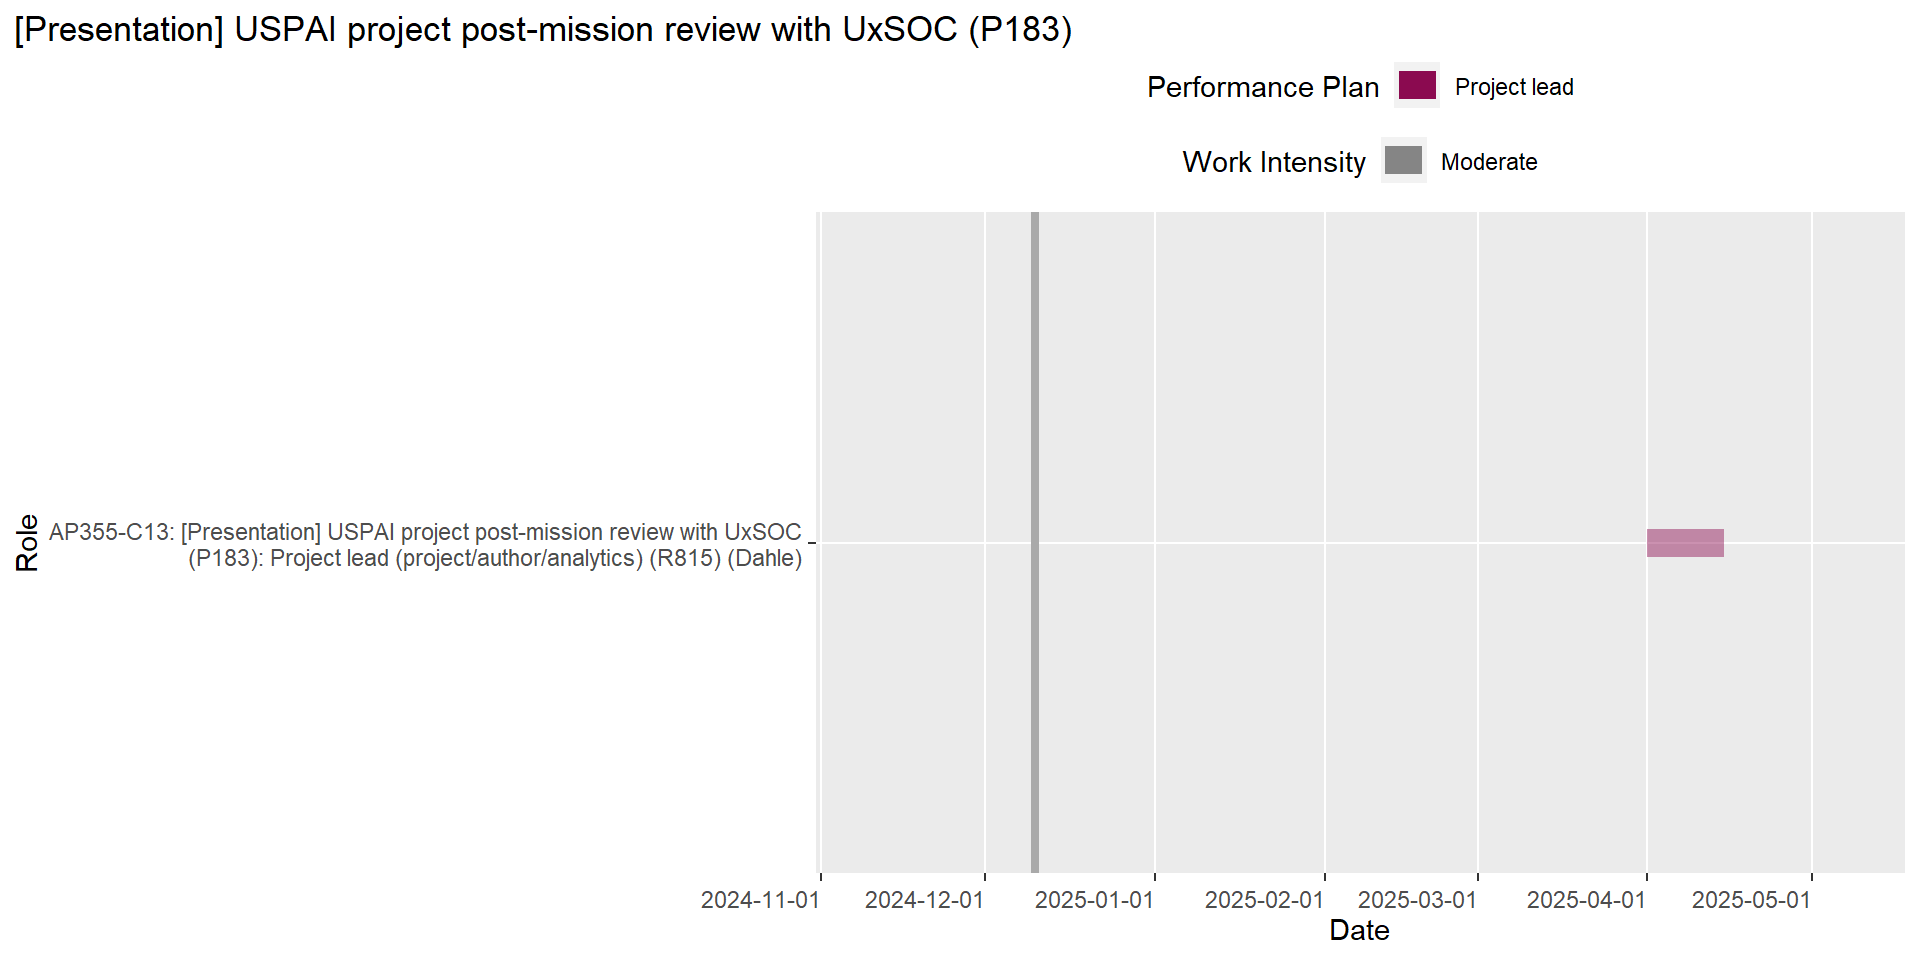 [Presentation] USPAI project post-mission review with UxSOC (P183)
Performance Plan
Project lead
Work Intensity
Moderate
Role
AP355-C13: [Presentation] USPAI project post-mission review with UxSOC
(P183): Project lead (project/author/analytics) (R815) (Dahle)
2024-11-01
2024-12-01
2025-01-01
2025-02-01
2025-03-01
2025-04-01
2025-05-01
Date